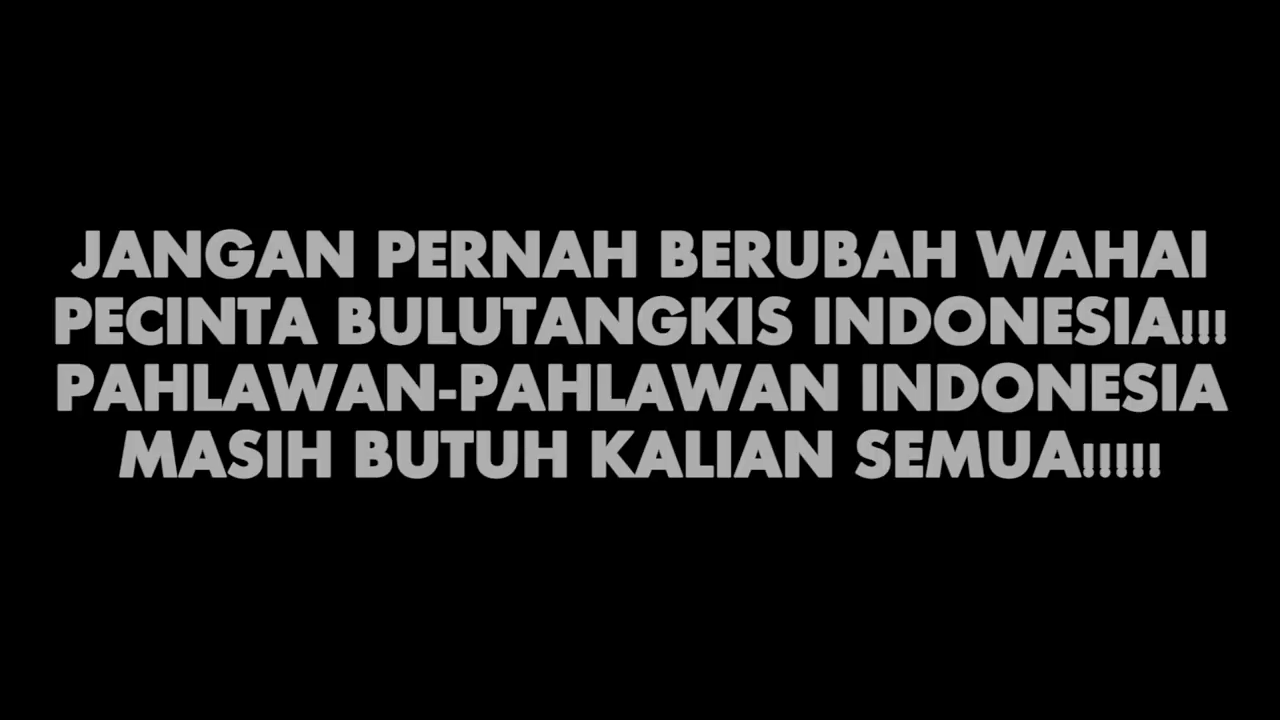 JANGAN PERNAH BERUBAH WAHAI
PECINTA BULUTANGKIS INDONESIA!!!
PAHLAWAN-PAHLAWAN INDONESIA
MASIH BUTUH KALIAN SEMUA!!!!!